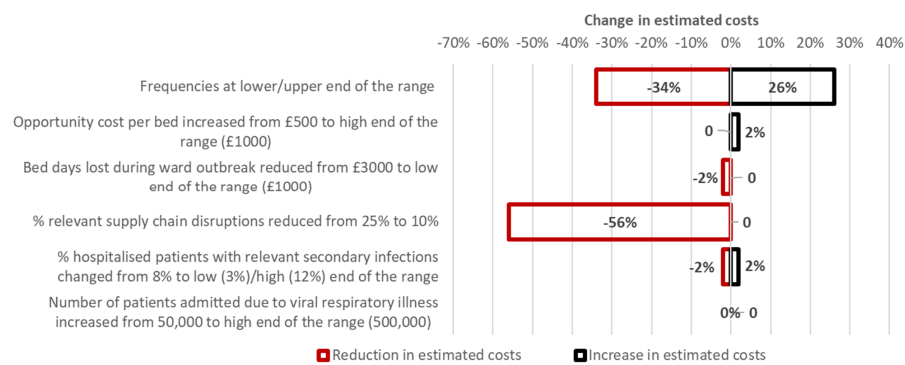 Change in estimated costs
-70% -60% -50% -40% -30% -20% -10% 0% 10% 20% 30% 40%
Frequencies at lower/upper end of the range
-34%
26%
Opportunity cost per bed increased from £500 to high end of the
range (£1000)
0
2%
Bed days lost during ward outbreak reduced from £3000 to low
end of the range (£1000)
-2%
0
% relevant supply chain disruptions reduced from 25% to 10%
-56%
0
% hospitalised patients with relevant secondary infections
changed from 8% to low (3%)/high (12%) end of the range
-2%
2%
Number of patients admitted due to viral respiratory illness
increased from 50,000 to high end of the range (500,000)
0%
0
Reduction in estimated costs
Increase in estimated costs